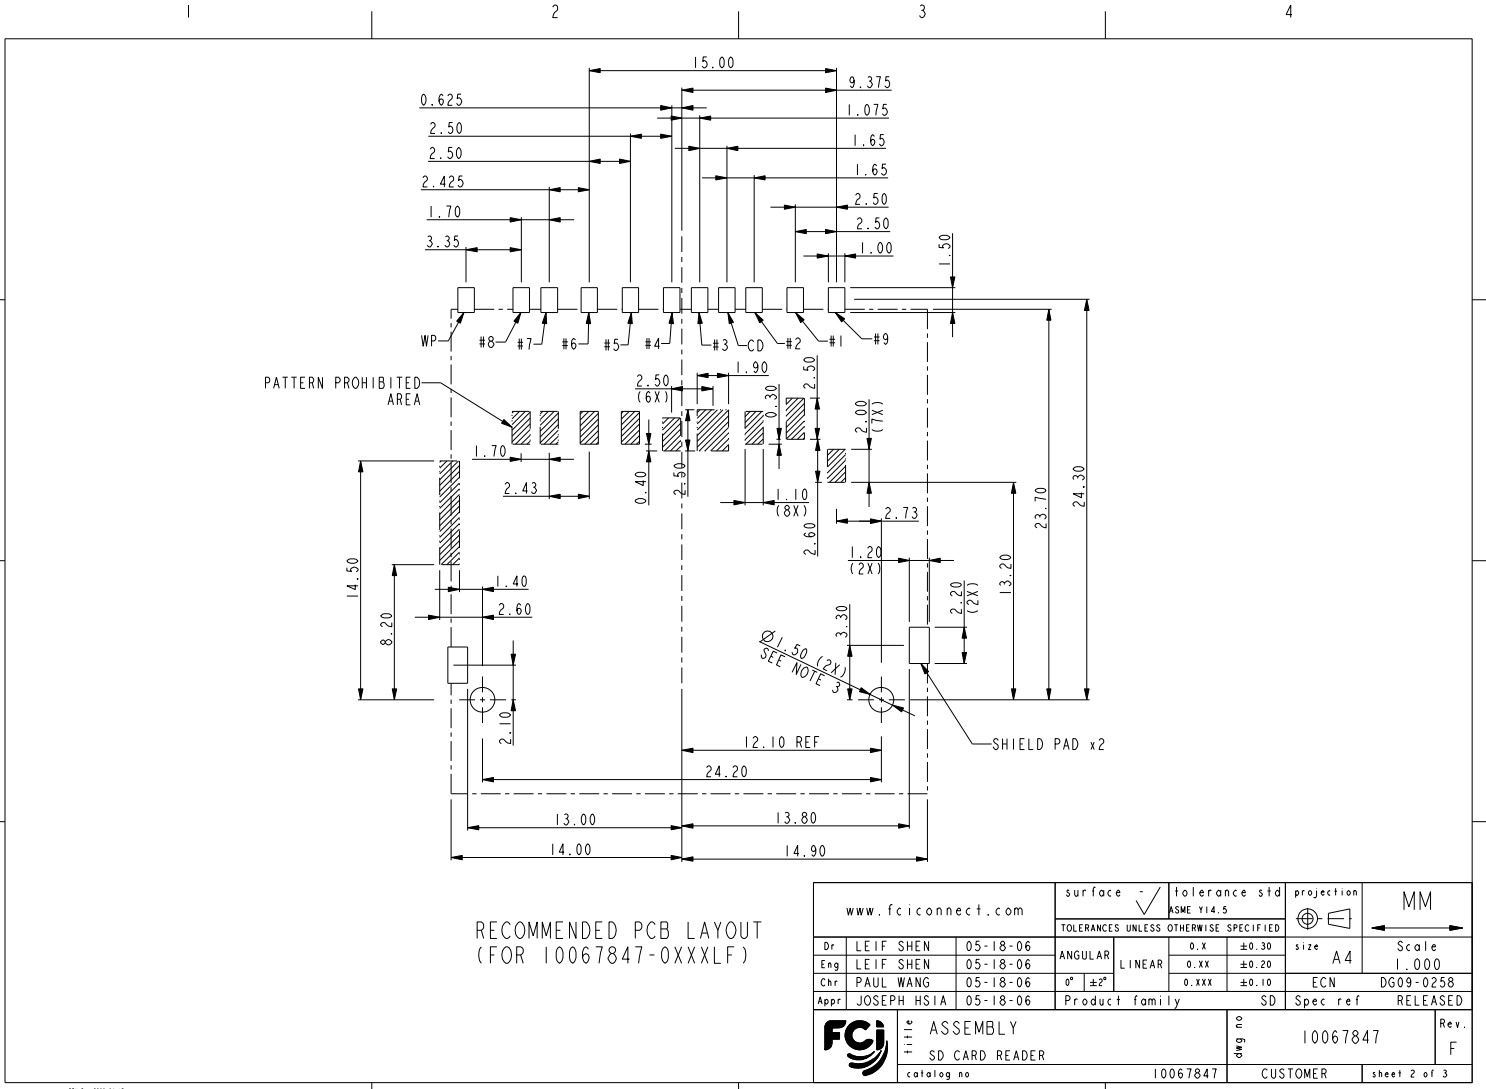 1 2 3 4
15.00
9.375
0.625
1.075
2.50
1.65
2.50
1.65
2.425
2.50
1.70
2.50
3.35
1.00
1.50
WP #8 #7 #6 #5 #4 #3 CD #2 #1 #9
PATTERN PROHIBITED
AREA
2.50
(6X)
1.90
0.30
2.50
2.00
(7X)
1.70
2.43
0.40
2.50
1.10
(8X)
2.60
2.73
14.50
8.20
1.40
2.60
2.10
1.20
(2X)
2.20
(2X)
3.30
13.20
23.70
24.30
Ø1.50 (2X)
SEE NOTE 3
SHIELD PAD x2
12.10 REF
24.20
13.00
13.80
14.00
14.90
RECOMMENDED PCB LAYOUT
(FOR 10067847-0XXXLF)
www.fciconnect.com
surface
tolerance std
ASME Y14.5
projection
MM
TOLERANCES UNLESS OTHERWISE SPECIFIED
Dr LEIF SHEN 05-18-06
Eng LEIF SHEN 05-18-06
Chr PAUL WANG 05-18-06
Appr JOSEPH HSIA 05-18-06
ANGULAR
0° ±2°
LINEAR
0.X ±0.30
0.XX ±0.20
0.XXX ±0.10
size A4
Scale
1.000
ECN DG09-0258
Product family SD
Spec ref RELEASED
FCi
title
ASSEMBLY
SD CARD READER
dwg no
10067847
Rev.
F
catalog no 10067847
CUSTOMER
sheet 2 of 3